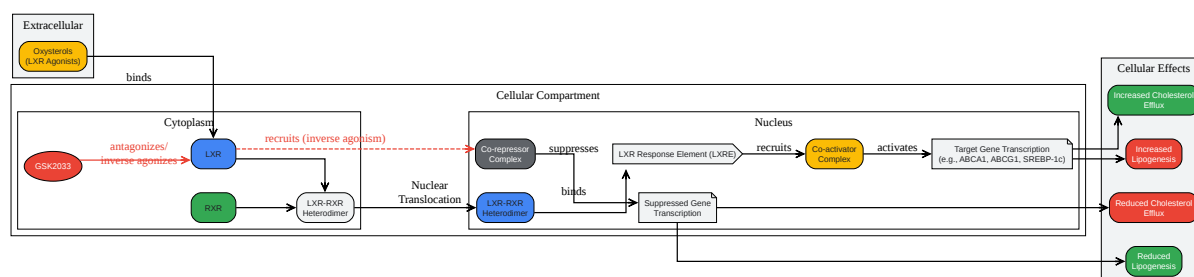 Extracellular
Oxysterols
(LXR Agonists)
binds
Cellular Compartment
Cytoplasm
GSK2033
antagonizes/
inverse agonizes
LXR
recruits (inverse agonism)
RXR
LXR-RXR
Heterodimer
Nuclear
Translocation
Nucleus
Co-repressor
Complex
suppresses
LXR-RXR
Heterodimer
binds
LXR Response Element (LXRE)
Suppressed Gene
Transcription
recruits
Co-activator
Complex
activates
Target Gene Transcription
(e.g., ABCA1, ABCG1, SREBP-1c)
Cellular Effects
Increased Cholesterol
Efflux
Increased
Lipogenesis
Reduced Cholesterol
Efflux
Reduced
Lipogenesis